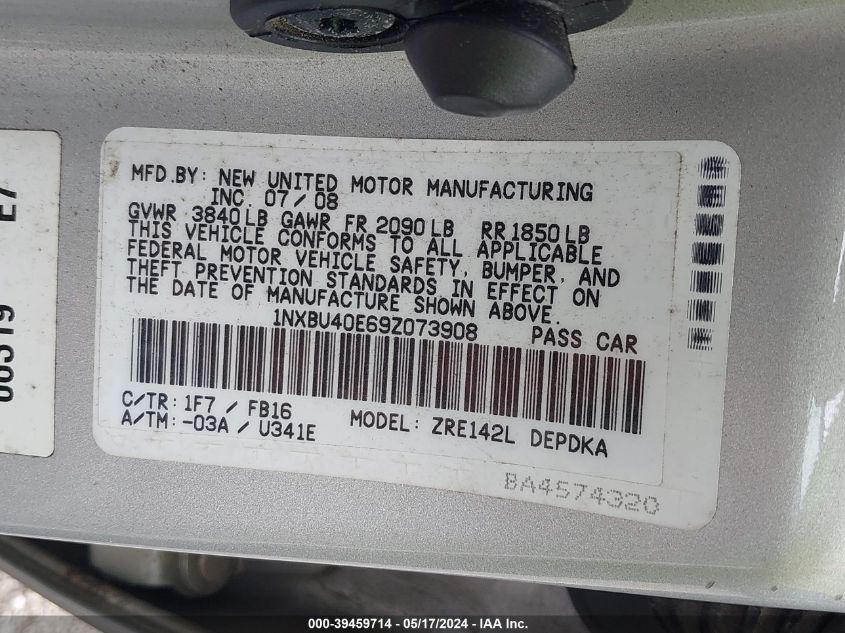 MFD.BY: NEW UNITED MOTOR MANUFACTURING
INC. 07/08
GVWR 3840LB GAWR FR 2090LB RR 1850LB
THIS VEHICLE CONFORMS TO ALL APPLICABLE
FEDERAL MOTOR VEHICLE SAFETY, BUMPER, AND
THEFT PREVENTION STANDARDS IN EFFECT ON
THE DATE OF MANUFACTURE SHOWN ABOVE.
1NXBU40E69Z073908 PASS CAR
C/TR: 1F7 / FB16
A/TM: -03A / U341E
MODEL: ZRE142L DEPDKA
BA4574320
E7
000-39459714 - 05/17/2024 - IAA Inc.